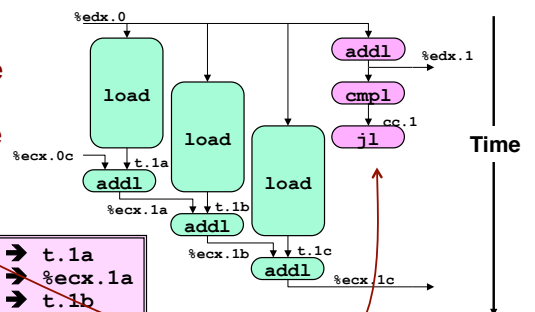 %edx.0
addl
%edx.1
load
cmpl
load
cc.1
jl
Time
%ecx.0c
t.1a
load
addl
%ecx.1a
t.1b
addl
%ecx.1b
t.1c
addl
%ecx.1c
➔ t.1a
➔ %ecx.1a
➔ t.1b
e
e